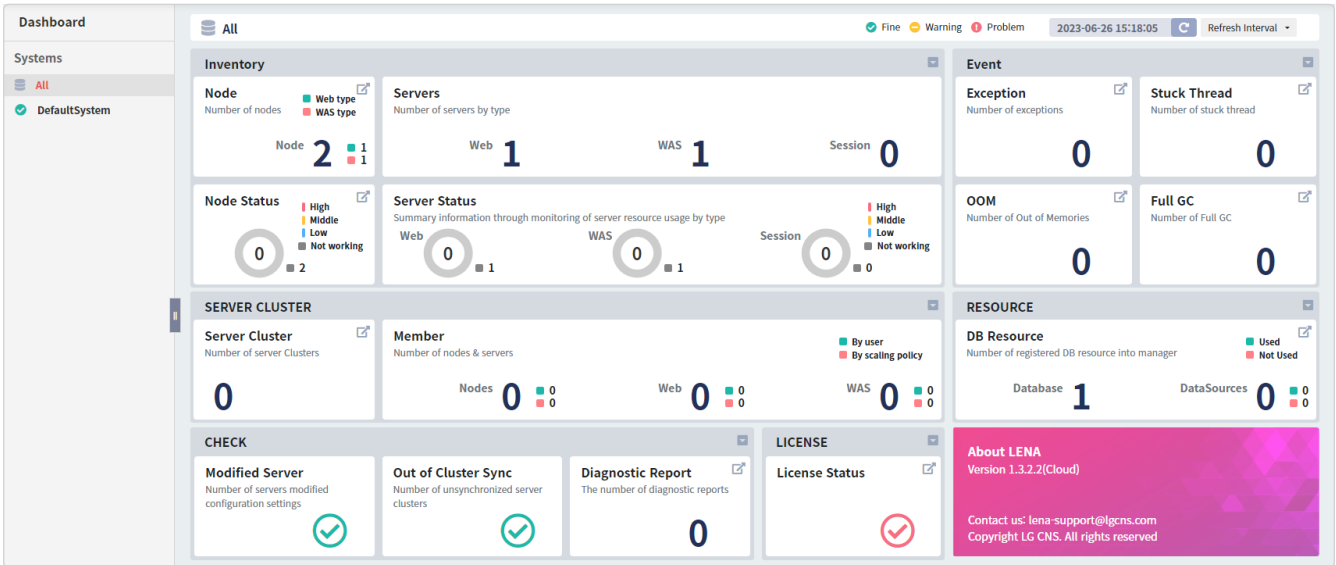 Dashboard
Systems
All
DefaultSystem
All
Fine
Warning
Problem
2023-06-26 15:18:05
Refresh Interval
Inventory
Node
Number of nodes
Web type
WAS type
Node
2
1
1
Servers
Number of servers by type
Web
1
WAS
1
Session
0
Node Status
High
Middle
Low
Not working
0
2
Server Status
Summary information through monitoring of server resource usage by type
High
Middle
Low
Not working
Web
0
1
WAS
0
1
Session
0
0
Event
Exception
Number of exceptions
0
Stuck Thread
Number of stuck thread
0
OOM
Number of Out of Memories
0
Full GC
Number of Full GC
0
SERVER CLUSTER
Server Cluster
Number of server Clusters
0
Member
Number of nodes & servers
By user
By scaling policy
Nodes
0
0
0
Web
0
0
0
WAS
0
0
0
RESOURCE
DB Resource
Number of registered DB resource into manager
Used
Not Used
Database
1
DataSources
0
0
0
CHECK
Modified Server
Number of servers modified
configuration settings
Out of Cluster Sync
Number of unsynchronized server
clusters
Diagnostic Report
The number of diagnostic reports
0
LICENSE
License Status
About LENA
Version 1.3.2.2(Cloud)
Contact us: lena-support@lgcns.com
Copyright LG CNS. All rights reserved